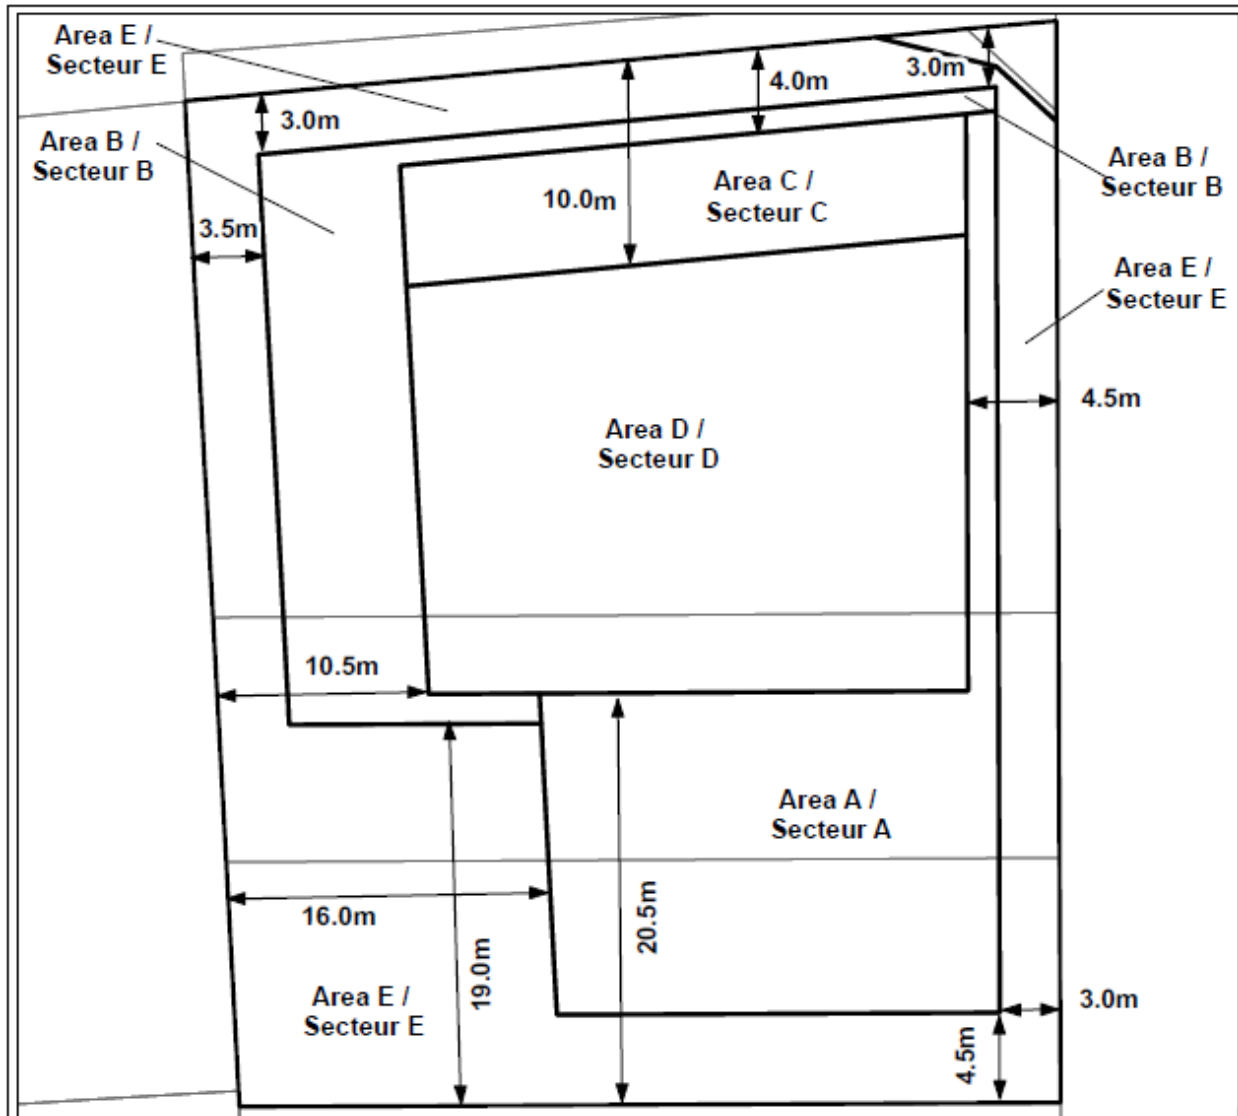 Area E /
Secteur E
3.0m
4.0m
3.0m
Area B /
Secteur B
Area B /
Secteur B
Area C /
Secteur C
10.0m
3.5m
Area E /
Secteur E
4.5m
Area D /
Secteur D
10.5m
Area A /
Secteur A
16.0m
20.5m
19.0m
Area E /
Secteur E
3.0m
4.5m